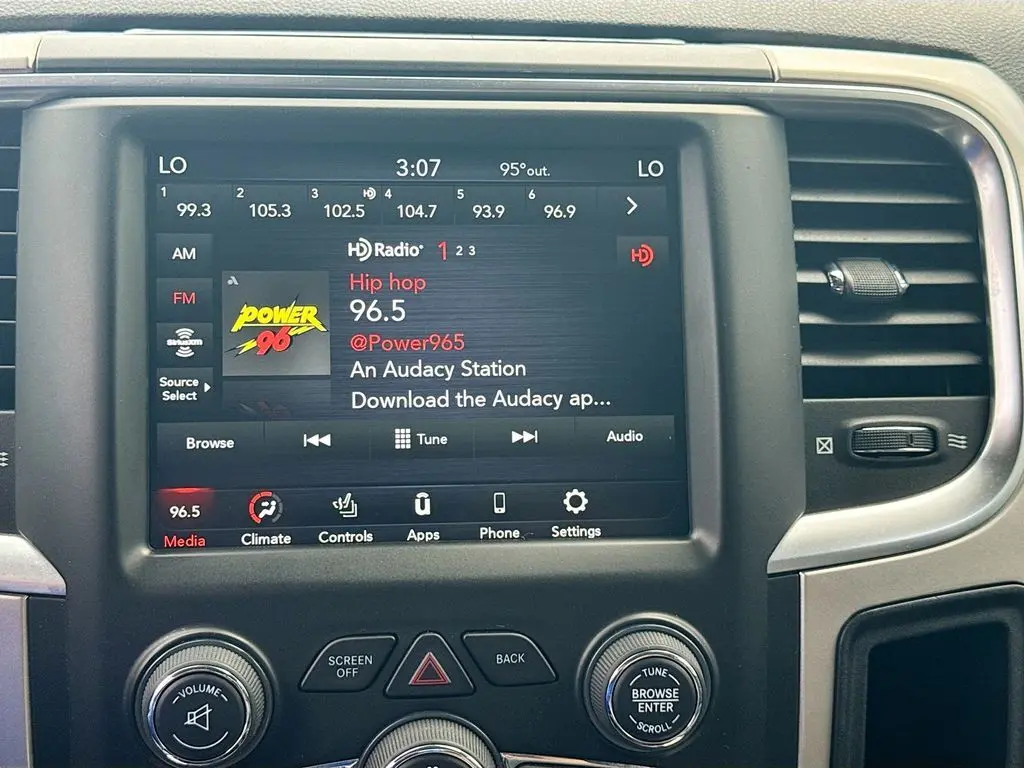 LO 3:07 95°out. LO
1 99.3 2 105.3 3 102.5 HD 4 104.7 5 93.9 6 96.9
AM
HD Radio 1 2 3
HD
FM
Hip hop
POWER
96
96.5
SiriusXM
@Power965
An Audacy Station
Source
Select
Download the Audacy ap...
Browse Tune Audio
96.5
Media Climate Controls Apps Phone Settings
SCREEN
OFF
BACK
VOLUME
TUNE
BROWSE
ENTER
SCROLL